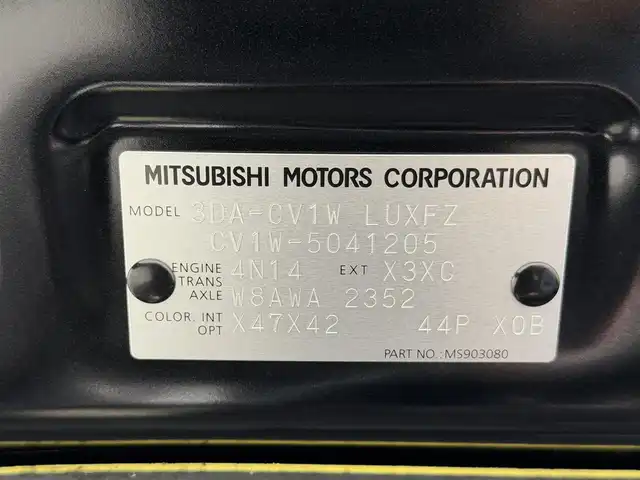 MITSUBISHI MOTORS CORPORATION
MODEL 3DA-CV1W LUXFZ
CV1W-5041205
ENGINE 4N14 EXT X3XC
TRANS AXLE W8AWA 2352
COLOR. INT OPT X47X42 44P X0B
PART NO.: MS903080